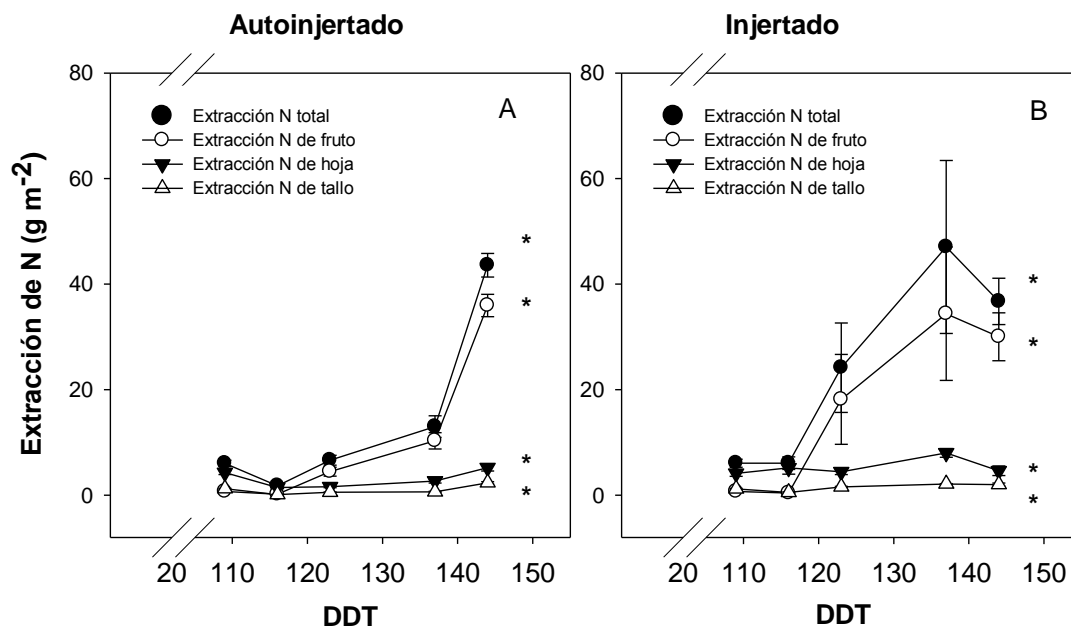 Autoinjertado
Injertado
Extracción de N (g m-2)
80
60
40
20
0
A
Extracción N total
Extracción N de fruto
Extracción N de hoja
Extracción N de tallo
*
*
*
*
20 110 120 130 140 150
DDT
80
60
40
20
0
B
Extracción N total
Extracción N de fruto
Extracción N de hoja
Extracción N de tallo
*
*
*
*
20 110 120 130 140 150
DDT